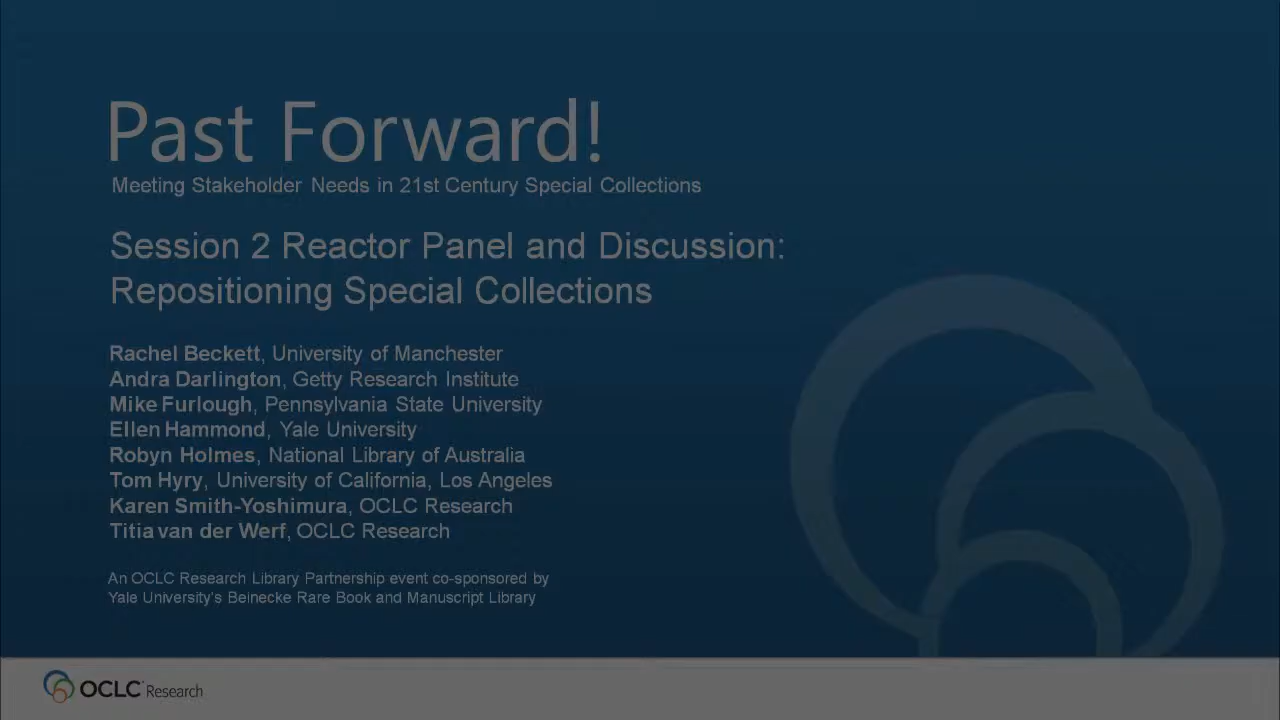 Past Forward!
Meeting Stakeholder Needs in 21st Century Special Collections
Session 2 Reactor Panel and Discussion:
Repositioning Special Collections
Rachel Beckett, University of Manchester
Andra Darlington, Getty Research Institute
Mike Furlough, Pennsylvania State University
Ellen Hammond, Yale University
Robyn Holmes, National Library of Australia
Tom Hyry, University of California, Los Angeles
Karen Smith-Yoshimura, OCLC Research
Titia van der Werf, OCLC Research
An OCLC Research Library Partnership event co-sponsored by
Yale University's Beinecke Rare Book and Manuscript Library
OCLC Research